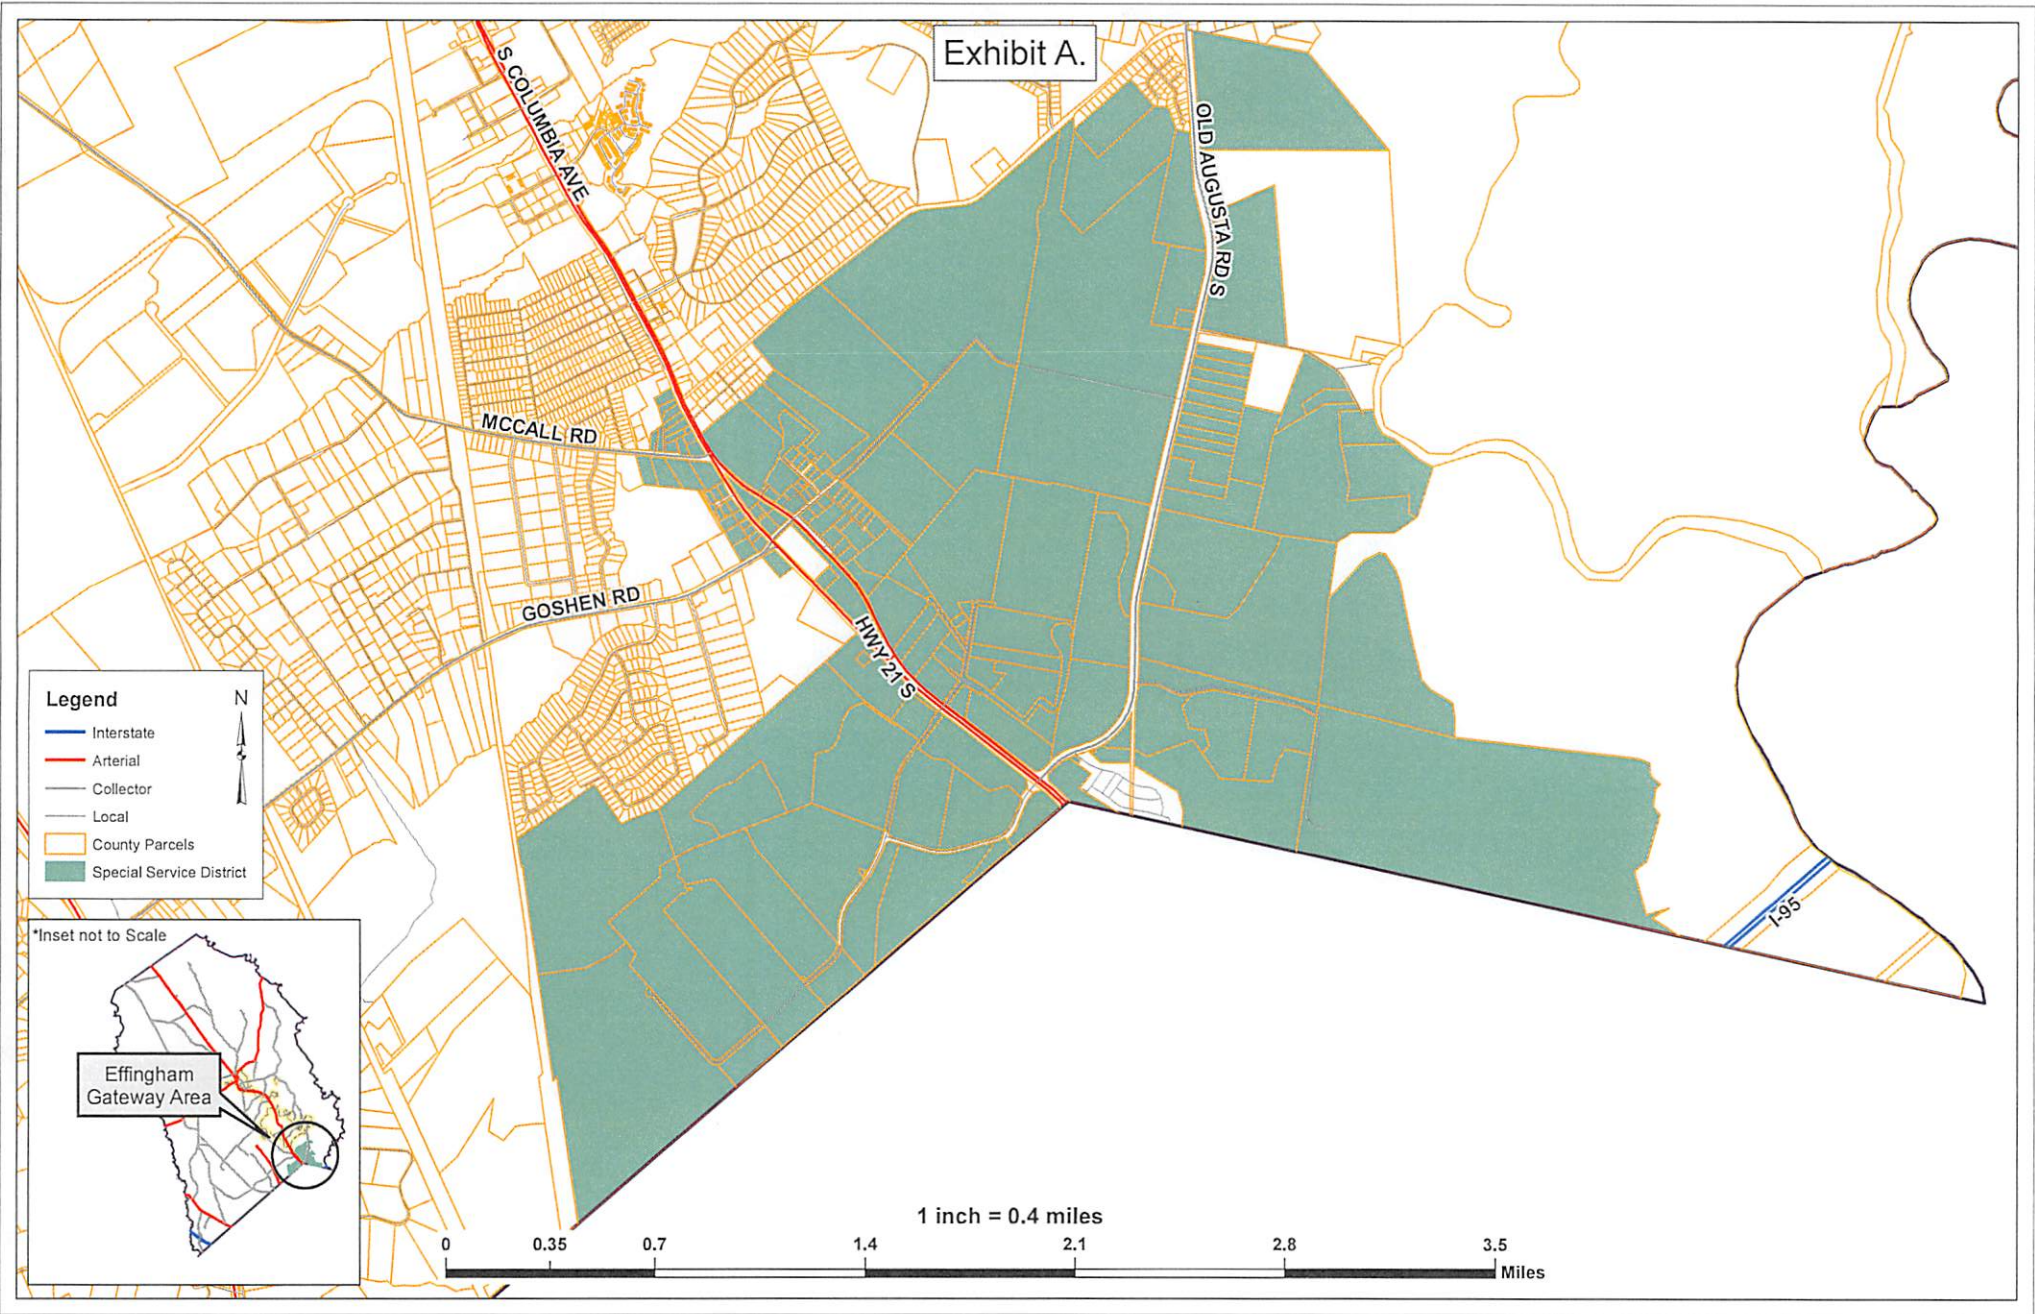 Exhibit A.
S COLUMBIA AVE
OLD AUGUSTA RD S
MCCALL RD
GOSHEN RD
HWY 21 S
I-95
Legend
N
Interstate
Arterial
Collector
Local
County Parcels
Special Service District
*Inset not to Scale
Effingham
Gateway Area
1 inch = 0.4 miles
0 0.35 0.7 1.4 2.1 2.8 3.5
Miles